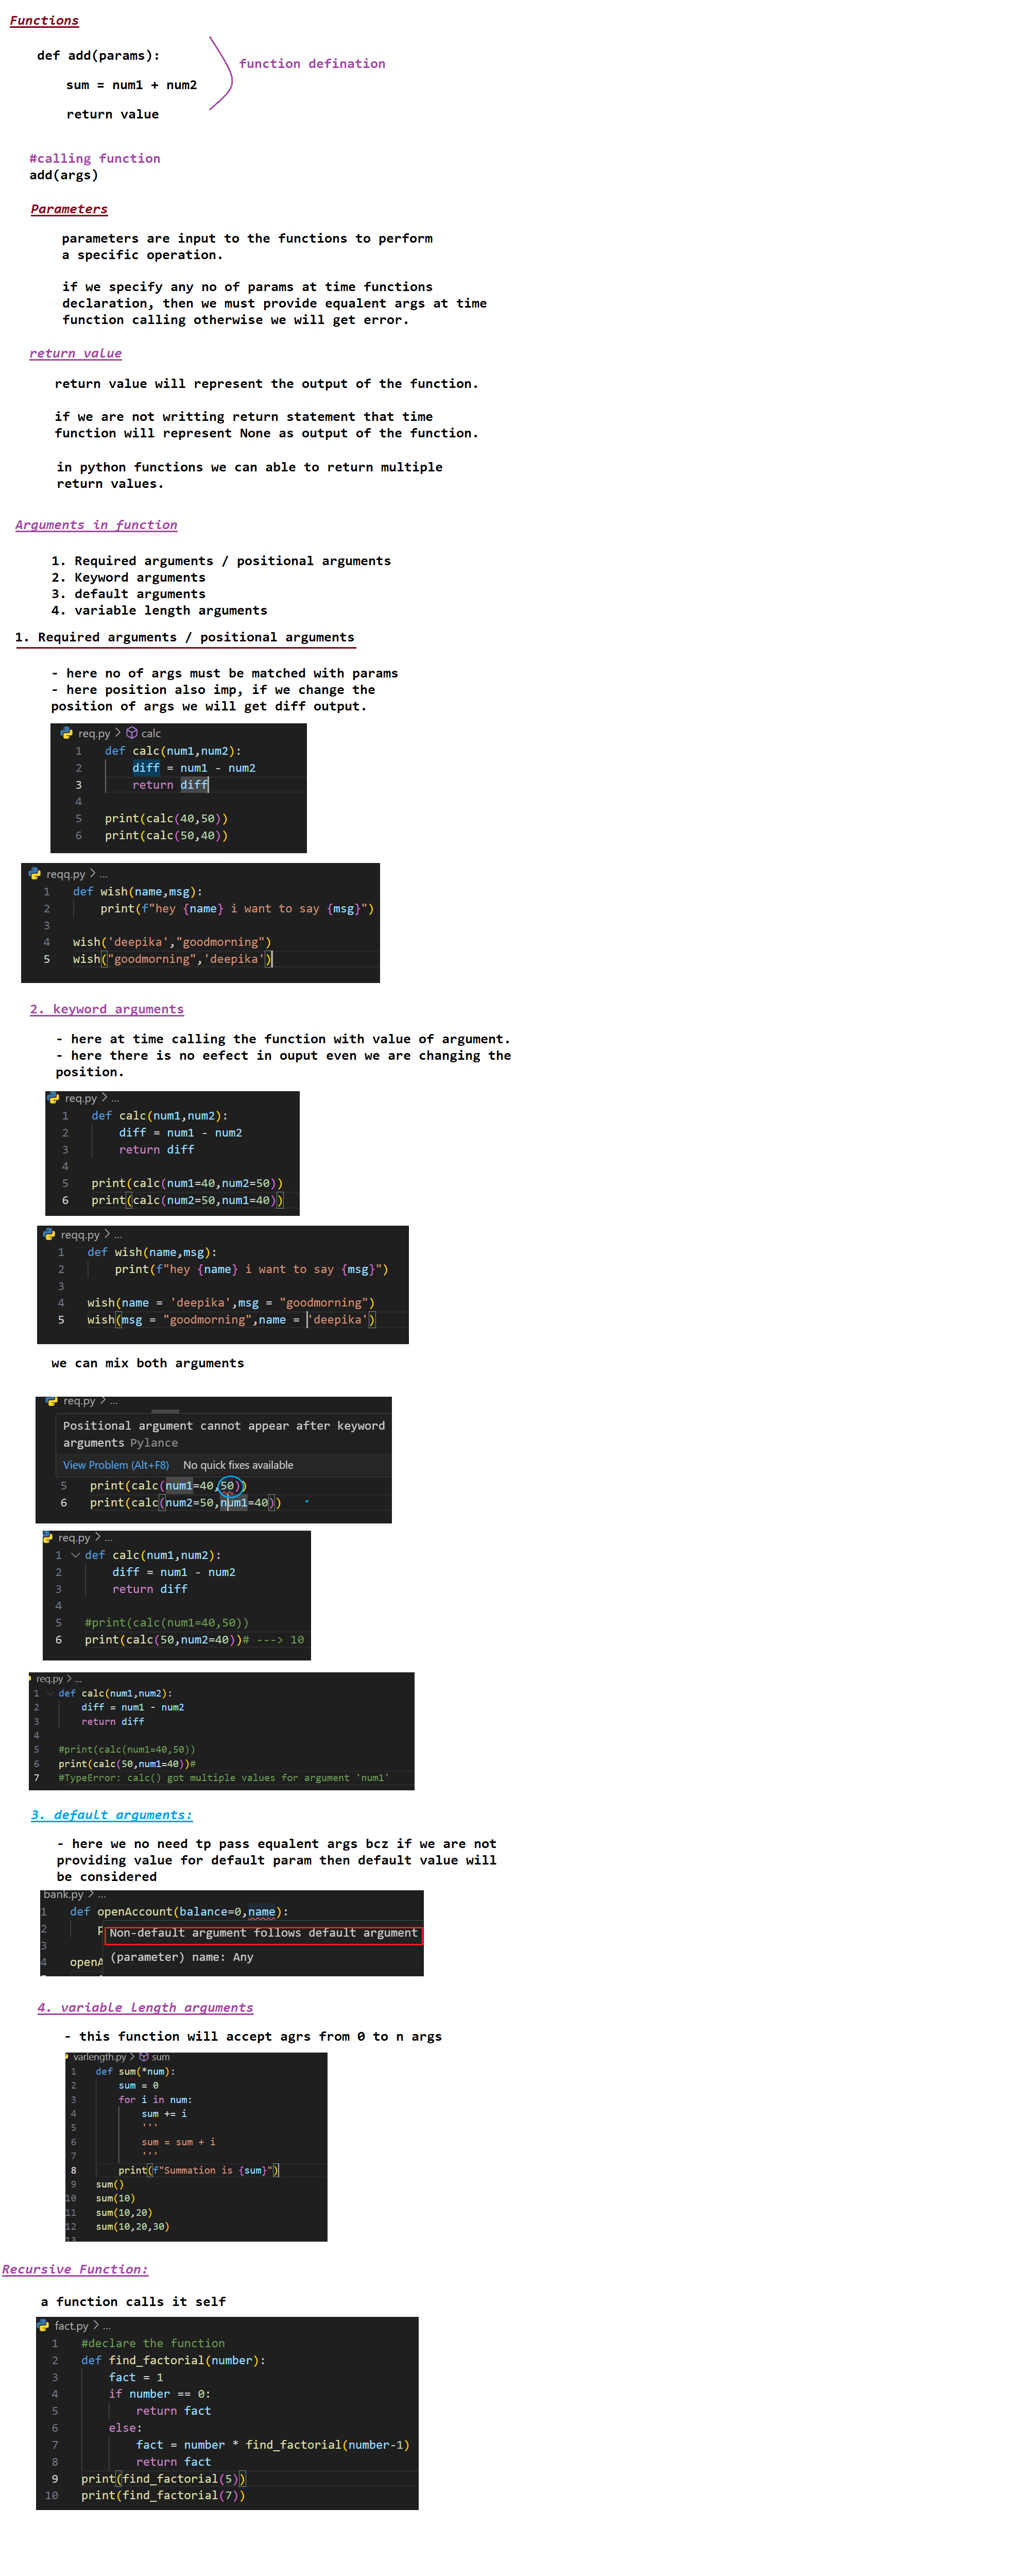 Functions
def add(params):
function defination
sum = num1 + num2
return value
#calling function
add(args)
Parameters
parameters are input to the functions to perform
a specific operation.
if we specify any no of params at time functions
declaration, then we must provide equalent args at time
function calling otherwise we will get error.
return value
return value will represent the output of the function.
if we are not writting return statement that time
function will represent None as output of the function.
in python functions we can able to return multiple
return values.
Arguments in function
1. Required arguments / positional arguments
2. Keyword arguments
3. default arguments
4. variable length arguments
1. Required arguments / positional arguments
- here no of args must be matched with params
- here position also imp, if we change the
position of args we will get diff output.
req.py > calc
1 def calc(num1,num2):
2 diff = num1 - num2
3 return diff
4
5 print(calc(40,50))
6 print(calc(50,40))
reqq.py > ...
1 def wish(name,msg):
2 print(f"hey {name} i want to say {msg}")
3
4 wish('deepika',"goodmorning")
5 wish("goodmorning",'deepika')
2. keyword arguments
- here at time calling the function with value of argument.
- here there is no eefect in ouput even we are changing the
position.
req.py > ...
1 def calc(num1,num2):
2 diff = num1 - num2
3 return diff
4
5 print(calc(num1=40,num2=50))
6 print(calc(num2=50,num1=40))
reqq.py > ...
1 def wish(name,msg):
2 print(f"hey {name} i want to say {msg}")
3
4 wish(name = 'deepika',msg = "goodmorning")
5 wish(msg = "goodmorning",name = 'deepika')
we can mix both arguments
req.py > ...
Positional argument cannot appear after keyword
arguments Pylance
View Problem (Alt+F8) No quick fixes available
5 print(calc(num1=40,50))
6 print(calc(num2=50,num1=40))
req.py > ...
1 def calc(num1,num2):
2 diff = num1 - num2
3 return diff
4
5 #print(calc(num1=40,50))
6 print(calc(50,num2=40))# ---> 10
req.py > ...
1 def calc(num1,num2):
2 diff = num1 - num2
3 return diff
4
5 #print(calc(num1=40,50))
6 print(calc(50,num1=40))#
7 #TypeError: calc() got multiple values for argument 'num1'
3. default arguments:
- here we no need tp pass equalent args bcz if we are not
providing value for default param then default value will
be considered
bank.py > ...
1 def openAccount(balance=0,name):
2 p Non-default argument follows default argument
3
4 openA (parameter) name: Any
4. variable length arguments
- this function will accept agrs from 0 to n args
varlength.py > sum
1 def sum(*num):
2 sum = 0
3 for i in num:
4 sum += i
5 '''
6 sum = sum + i
7 '''
8 print(f"Summation is {sum}")
9 sum()
10 sum(10)
11 sum(10,20)
12 sum(10,20,30)
13
Recursive Function:
a function calls it self
fact.py > ...
1 #declare the function
2 def find_factorial(number):
3 fact = 1
4 if number == 0:
5 return fact
6 else:
7 fact = number * find_factorial(number-1)
8 return fact
9 print(find_factorial(5))
10 print(find_factorial(7))